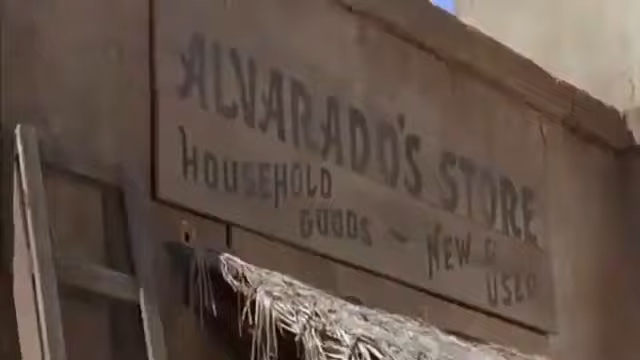 ALVARADO'S STORE
HOUSEHOLD
GOODS - NEW &
USED